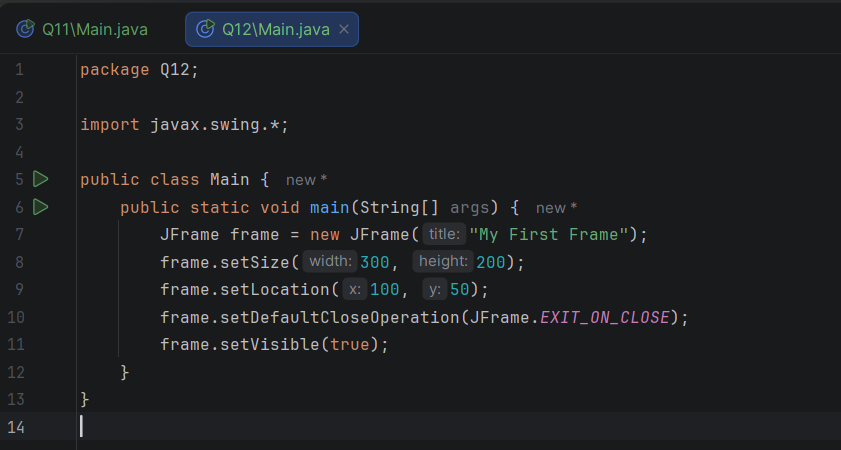 Q11\Main.java Q12\Main.java ×
1 package Q12;
2
3 import javax.swing.*;
4
5 public class Main { new *
6 public static void main(String[] args) { new *
7 JFrame frame = new JFrame( title: "My First Frame");
8 frame.setSize( width: 300, height: 200);
9 frame.setLocation( x: 100, y: 50);
10 frame.setDefaultCloseOperation(JFrame.EXIT_ON_CLOSE);
11 frame.setVisible(true);
12 }
13 }
14